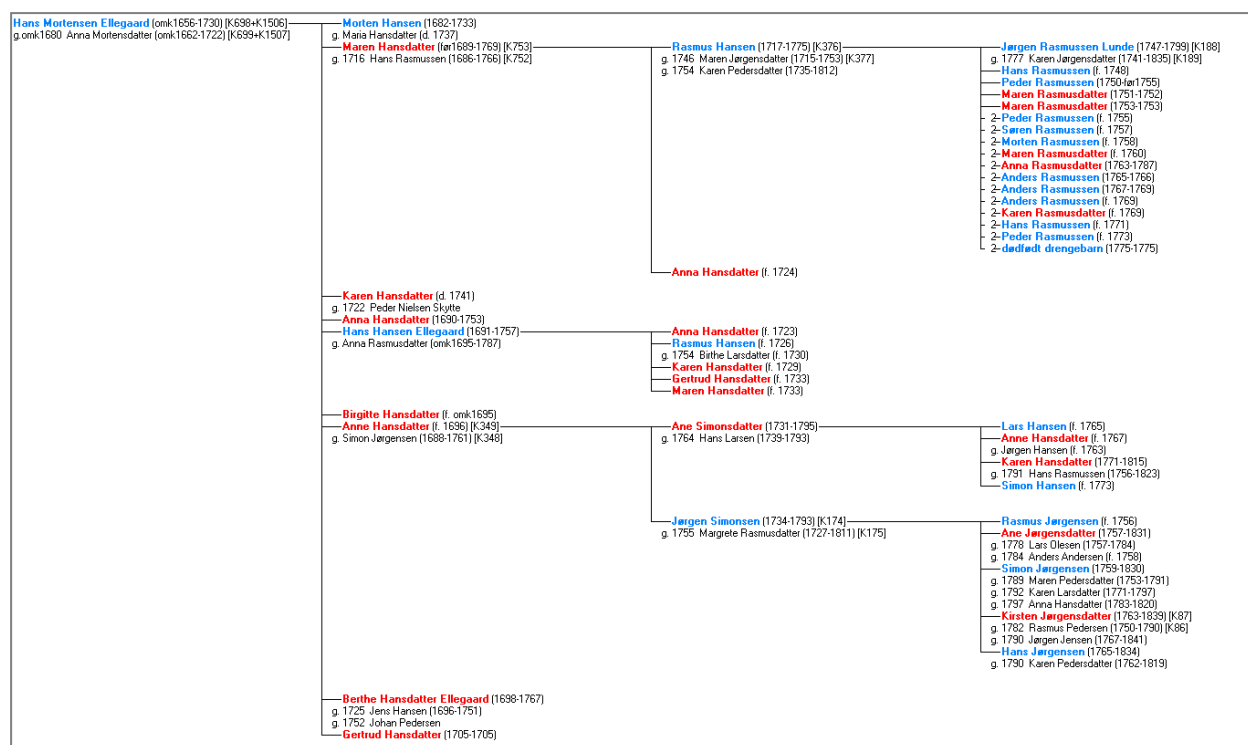 Hans Mortensen Ellegaard (omk1656-1730) [K698+K1506]
g.omk1680 Anna Mortensdatter (omk1662-1722) [K699+K1507]
Morten Hansen (1682-1733)
g. Maria Hansdatter (d. 1737)
Maren Hansdatter (før1689-1769) [K753]
g. 1716 Hans Rasmussen (1686-1766) [K752]
Rasmus Hansen (1717-1775) [K376]
g. 1746 Maren Jørgensdatter (1715-1753) [K377]
g. 1754 Karen Pedersdatter (1735-1812)
Jørgen Rasmussen Lunde (1747-1799) [K188]
g. 1777 Karen Jørgensdatter (1741-1835) [K189]
Hans Rasmussen (f. 1748)
Peder Rasmussen (1750-før1755)
Maren Rasmusdatter (1751-1752)
Maren Rasmusdatter (1753-1753)
2 Peder Rasmussen (f. 1755)
2 Søren Rasmussen (f. 1757)
2 Morten Rasmussen (f. 1758)
2 Maren Rasmusdatter (f. 1760)
2 Anna Rasmusdatter (1763-1787)
2 Anders Rasmussen (1765-1766)
2 Anders Rasmussen (1767-1769)
2 Anders Rasmussen (f. 1769)
2 Karen Rasmusdatter (f. 1769)
2 Hans Rasmussen (f. 1771)
2 Peder Rasmussen (f. 1773)
2 dødfødt drengebarn (1775-1775)
Anna Hansdatter (f. 1724)
Karen Hansdatter (d. 1741)
g. 1722 Peder Nielsen Skytte
Anna Hansdatter (1690-1753)
Hans Hansen Ellegaard (1691-1757)
g. Anna Rasmusdatter (omk1695-1787)
Anna Hansdatter (f. 1723)
Rasmus Hansen (f. 1726)
g. 1754 Birthe Larsdatter (f. 1730)
Karen Hansdatter (f. 1729)
Gertrud Hansdatter (f. 1733)
Maren Hansdatter (f. 1733)
Birgitte Hansdatter (f. omk1695)
Anne Hansdatter (f. 1696) [K349]
g. Simon Jørgensen (1688-1761) [K348]
Ane Simonsdatter (1731-1795)
g. 1764 Hans Larsen (1739-1793)
Lars Hansen (f. 1765)
Anne Hansdatter (f. 1767)
g. Jørgen Hansen (f. 1763)
Karen Hansdatter (1771-1815)
g. 1791 Hans Rasmussen (1756-1823)
Simon Hansen (f. 1773)
Jørgen Simonsen (1734-1793) [K174]
g. 1755 Margrete Rasmusdatter (1727-1811) [K175]
Rasmus Jørgensen (f. 1756)
Ane Jørgensdatter (1757-1831)
g. 1778 Lars Olesen (1757-1784)
g. 1784 Anders Andersen (f. 1758)
Simon Jørgensen (1759-1830)
g. 1789 Maren Pedersdatter (1753-1791)
g. 1792 Karen Larsdatter (1771-1797)
g. 1797 Anna Hansdatter (1783-1820)
Kirsten Jørgensdatter (1763-1839) [K87]
g. 1782 Rasmus Pedersen (1750-1790) [K86]
g. 1790 Jørgen Jensen (1767-1841)
Hans Jørgensen (1765-1834)
g. 1790 Karen Pedersdatter (1762-1819)
Berthe Hansdatter Ellegaard (1698-1767)
g. 1725 Jens Hansen (1696-1751)
g. 1752 Johan Pedersen
Gertrud Hansdatter (1705-1705)